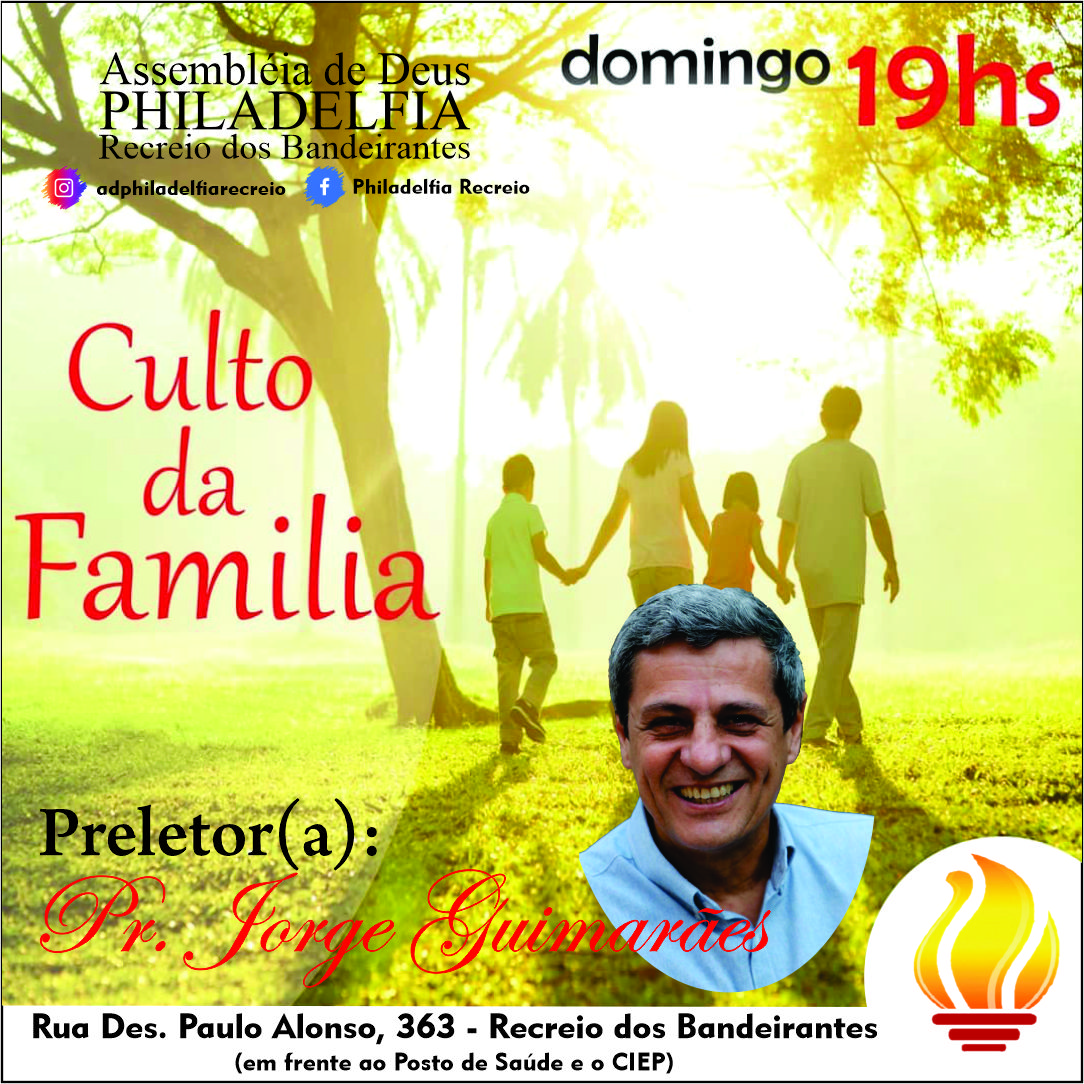 Assembléia de Deus
PHILADELFIA
Recreio dos Bandeirantes
adphiladelfiarecreio
Philadelfia Recreio
domingo 19hs
Culto
da
Familia
Preletor(a):
Pr. Jorge Guimarães
Rua Des. Paulo Alonso, 363 - Recreio dos Bandeirantes
(em frente ao Posto de Saúde e o CIEP)